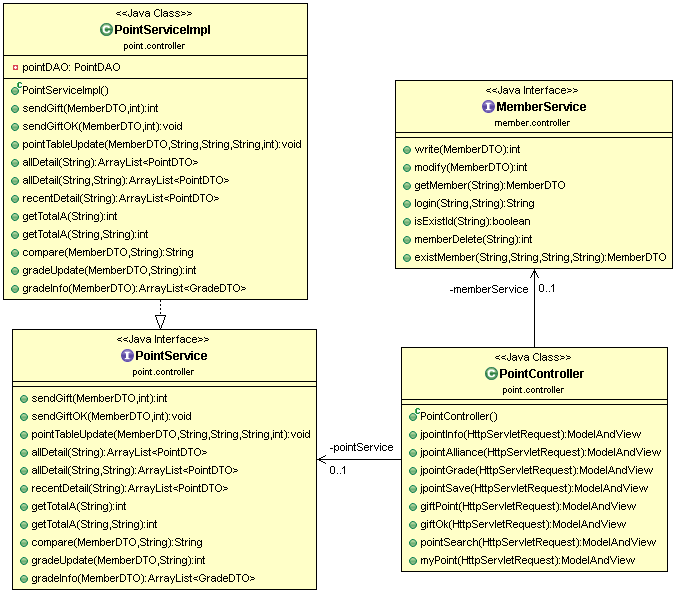 <<Java Class>>
PointServiceImpl
point.controller
pointDAO: PointDAO
PointServiceImpl()
sendGift(MemberDTO,int):int
sendGiftOK(MemberDTO,int):void
pointTableUpdate(MemberDTO,String,String,String,int):void
allDetail(String):ArrayList<PointDTO>
allDetail(String,String):ArrayList<PointDTO>
recentDetail(String):ArrayList<PointDTO>
getTotalA(String):int
getTotalA(String,String):int
compare(MemberDTO,String):String
gradeUpdate(MemberDTO,String):int
gradeInfo(MemberDTO):ArrayList<GradeDTO>
<<Java Interface>>
MemberService
member.controller
write(MemberDTO):int
modify(MemberDTO):int
getMember(String):MemberDTO
login(String,String):String
isExistId(String):boolean
memberDelete(String):int
existMember(String,String,String,String):MemberDTO
-memberService
0..1
<<Java Interface>>
PointService
point.controller
sendGift(MemberDTO,int):int
sendGiftOK(MemberDTO,int):void
pointTableUpdate(MemberDTO,String,String,String,int):void
allDetail(String):ArrayList<PointDTO>
allDetail(String,String):ArrayList<PointDTO>
recentDetail(String):ArrayList<PointDTO>
getTotalA(String):int
getTotalA(String,String):int
compare(MemberDTO,String):String
gradeUpdate(MemberDTO,String):int
gradeInfo(MemberDTO):ArrayList<GradeDTO>
-pointService
0..1
<<Java Class>>
PointController
point.controller
PointController()
jpointInfo(HttpServletRequest):ModelAndView
jpointAlliance(HttpServletRequest):ModelAndView
jpointGrade(HttpServletRequest):ModelAndView
jpointSave(HttpServletRequest):ModelAndView
giftPoint(HttpServletRequest):ModelAndView
giftOk(HttpServletRequest):ModelAndView
pointSearch(HttpServletRequest):ModelAndView
myPoint(HttpServletRequest):ModelAndView